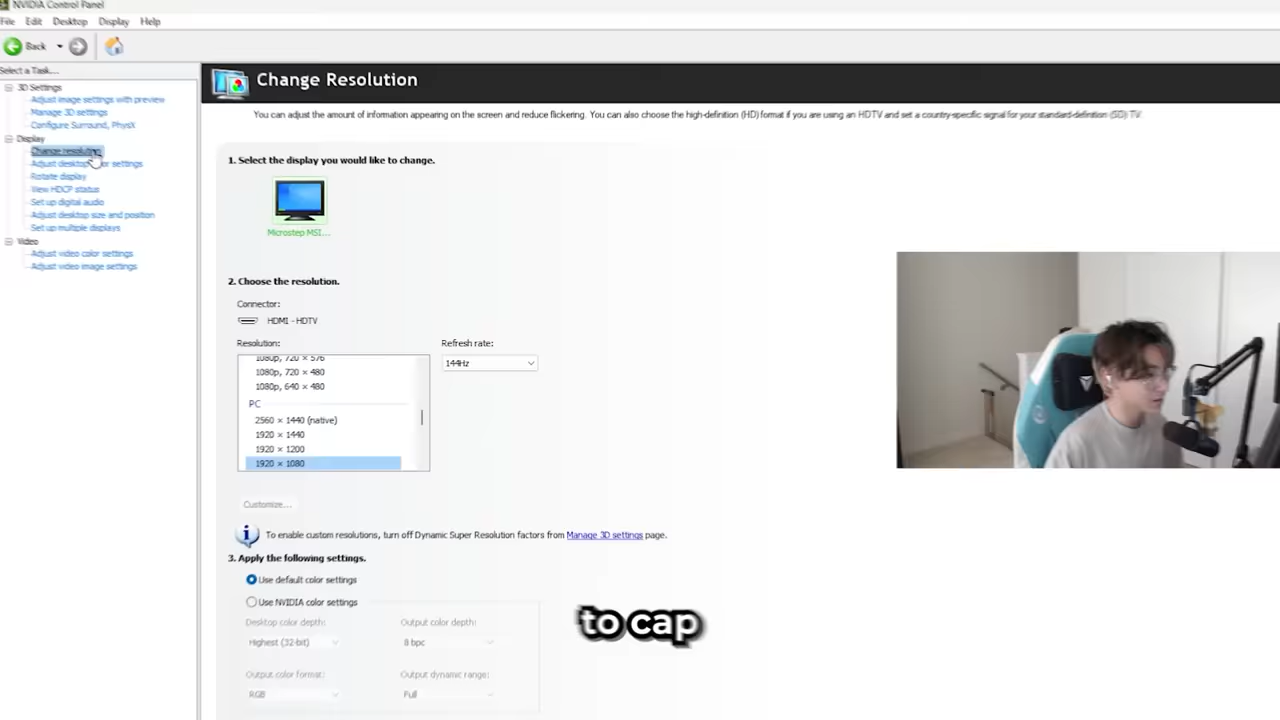 NVIDIA Control Panel
File Edit Desktop Display Help
Back
Select a Task...
3D Settings
Adjust image settings with preview
Manage 3D settings
Configure Surround, PhysX
Display
Change resolution
Adjust desktop color settings
Rotate display
View HDCP status
Set up digital audio
Adjust desktop size and position
Set up multiple displays
Video
Adjust video color settings
Adjust video image settings
Change Resolution
You can adjust the amount of information appearing on the screen and reduce flickering. You can also choose the high-definition (HD) format if you are using an HDTV and set a country-specific signal for your standard-definition (SD) TV.
1. Select the display you would like to change.
Microstep MSI...
2. Choose the resolution.
Connector:
HDMI - HDTV
Resolution:
Refresh rate:
144Hz
1080p, 720 × 576
1080p, 720 × 480
1080p, 640 × 480
PC
2560 × 1440 (native)
1920 × 1440
1920 × 1200
1920 × 1080
Customize...
To enable custom resolutions, turn off Dynamic Super Resolution factors from Manage 3D settings page.
3. Apply the following settings.
Use default color settings
Use NVIDIA color settings
Desktop color depth:
Output color depth:
Highest (32-bit)
8 bpc
Output color format:
Output dynamic range:
RGB
Full
to cap